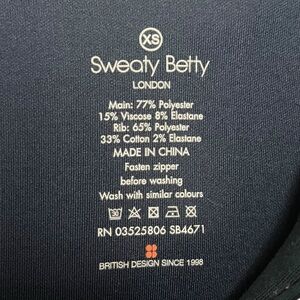 XS
Sweaty Betty
LONDON
Main: 77% Polyester
15% Viscose 8% Elastane
Rib: 65% Polyester
33% Cotton 2% Elastane
MADE IN CHINA
Fasten zipper
before washing
Wash with similar colours
30
RN 03525806 SB4671
BRITISH DESIGN SINCE 1998